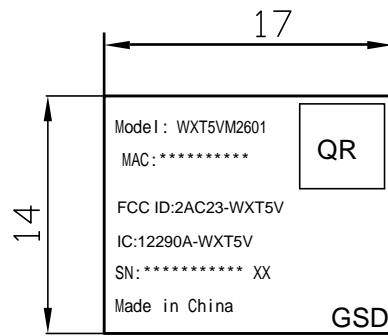 17
14
Model: WXT5VM2601
QR
MAC:**********
FCC ID:2AC23-WXT5V
IC:12290A-WXT5V
SN:*********** XX
Made in China
GSD